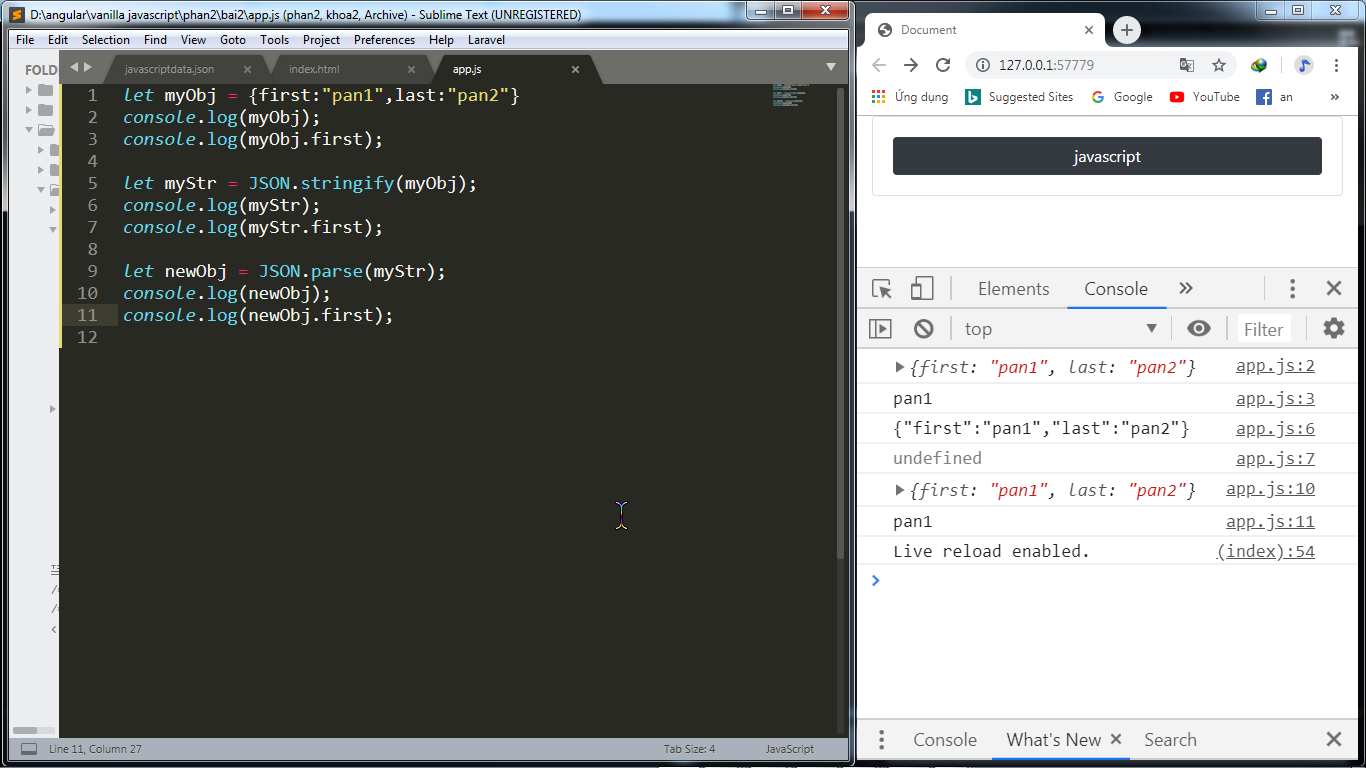 D:\angular\vanilla javascript\phan2\bai2\app.js (phan2, khoa2, Archive) - Sublime Text (UNREGISTERED)
File Edit Selection Find View Goto Tools Project Preferences Help Laravel
FOLD
javascriptdata.json × index.html × app.js ×
1 let myObj = {first:"pan1",last:"pan2"}
2 console.log(myObj);
3 console.log(myObj.first);
4
5 let myStr = JSON.stringify(myObj);
6 console.log(myStr);
7 console.log(myStr.first);
8
9 let newObj = JSON.parse(myStr);
10 console.log(newObj);
11 console.log(newObj.first);
12
Line 11, Column 27 Tab Size: 4 JavaScript
Document
127.0.0.1:57779
Ứng dụng Suggested Sites Google YouTube an »
javascript
Elements Console »
top Filter
{first: "pan1", last: "pan2"} app.js:2
pan1 app.js:3
{"first":"pan1","last":"pan2"} app.js:6
undefined app.js:7
{first: "pan1", last: "pan2"} app.js:10
pan1 app.js:11
Live reload enabled. (index):54
Console What's New × Search